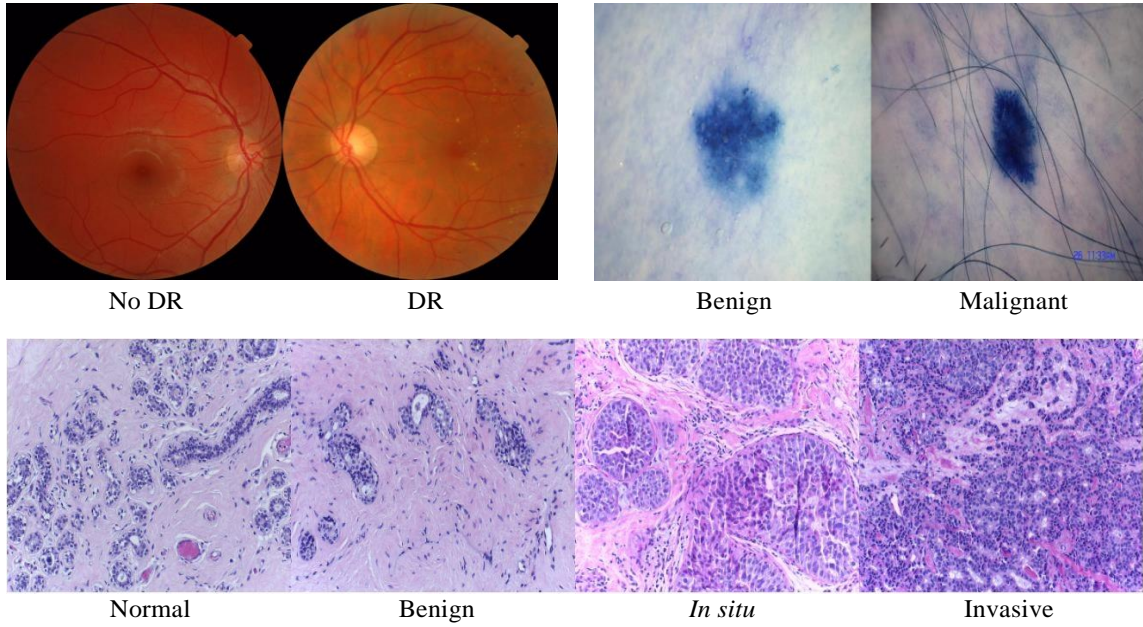 No DR
DR
Benign
Malignant
Normal
Benign
In situ
Invasive